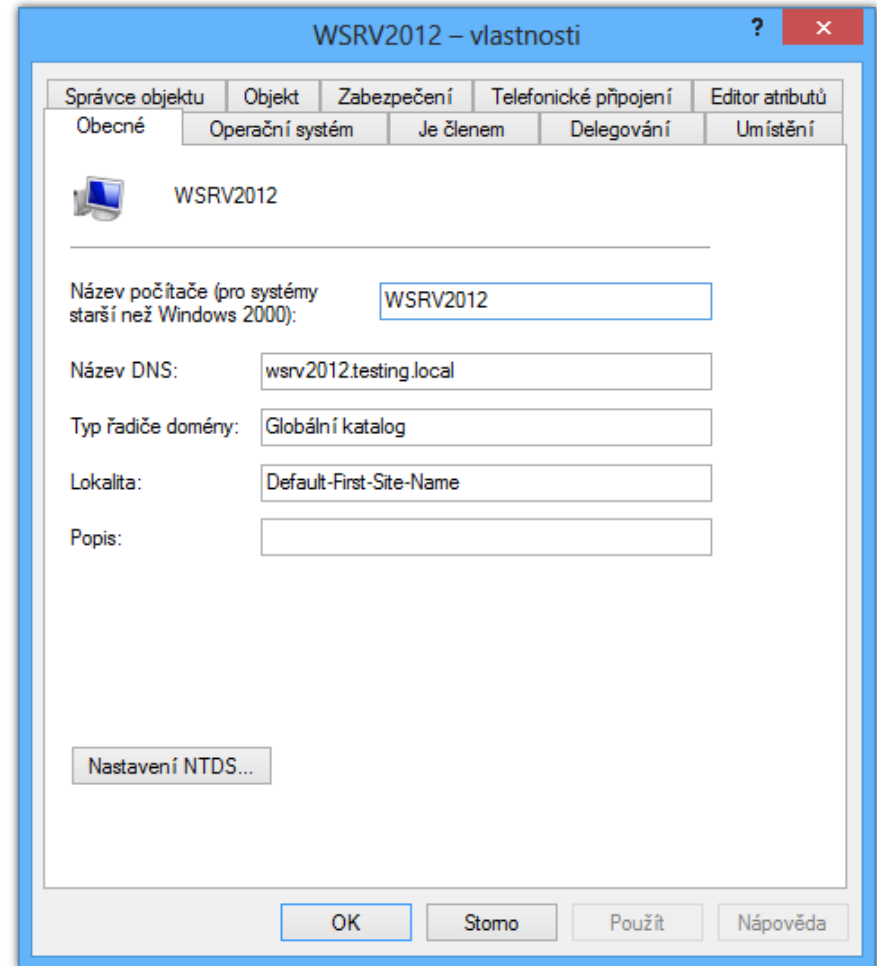 WSRV2012 – vlastnosti
?
Správce objektu
Objekt
Zabezpečení
Telefonické připojení
Editor atributů
Obecné
Operační systém
Je členem
Delegování
Umístění
WSRV2012
Název počítače (pro systémy
starší než Windows 2000):
WSRV2012
Název DNS:
wsrv2012.testing.local
Typ řadiče domény:
Globální katalog
Lokalita:
Default-First-Site-Name
Popis:
Nastavení NTDS...
OK
Storno
Použít
Nápověda